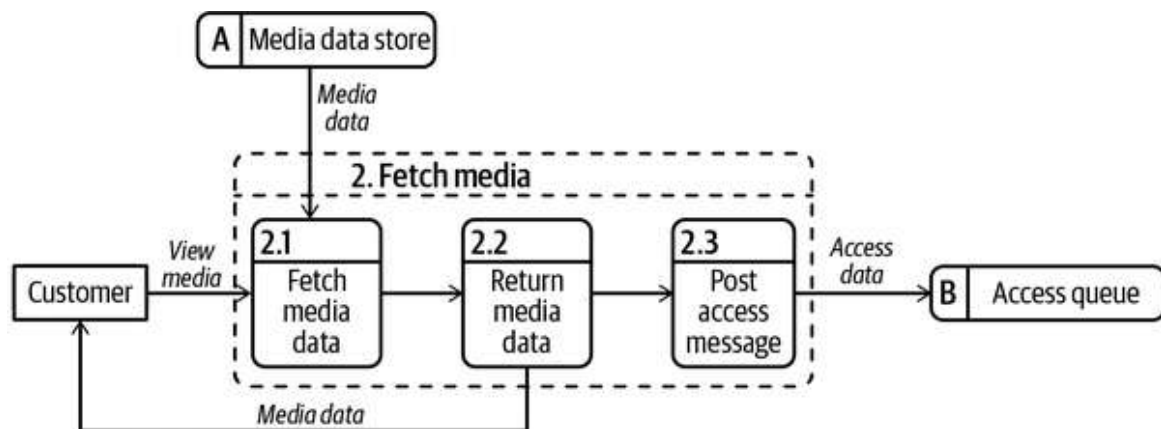 A Media data store
Media
data
2. Fetch media
2.1
Fetch
media
data
2.2
Return
media
data
2.3
Post
access
message
View
media
Customer
Access
data
B Access queue
Media data